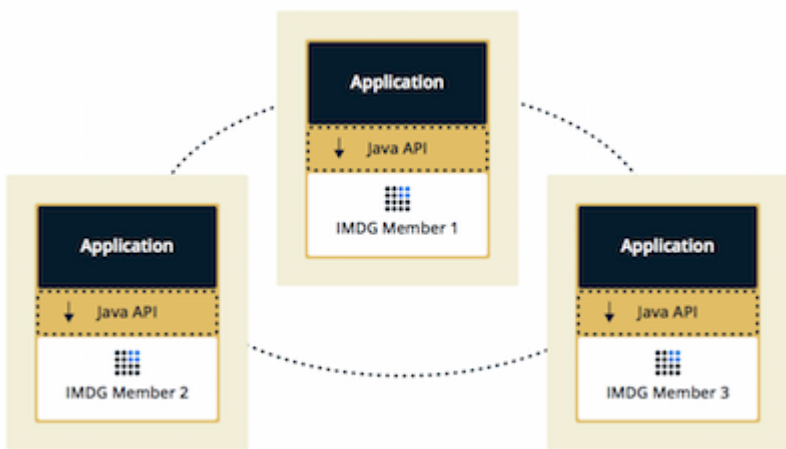 Application
Java API
IMDG Member 1
Application
Java API
IMDG Member 2
Application
Java API
IMDG Member 3